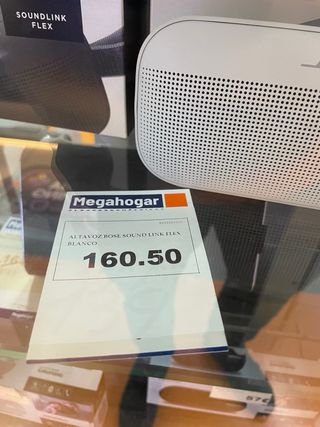 SOUNDLINK
FLEX
Megahogar
ALTAVOZ BOSE SOUND LINK FLEX
BLANCO
160.50